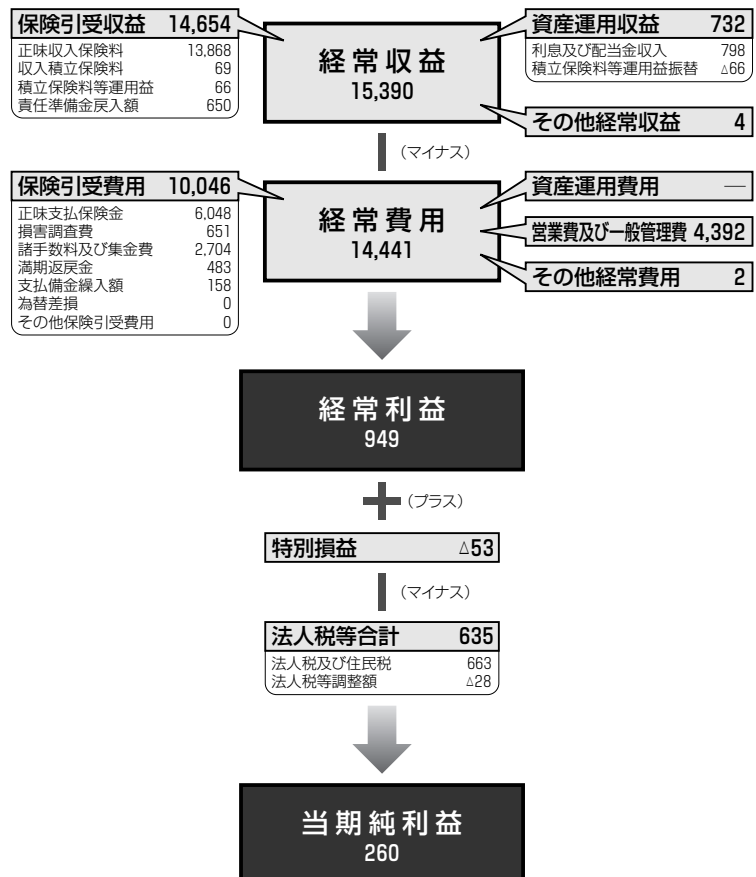 保険引受収益 14,654
正味収入保険料 13,868
収入積立保険料 69
積立保険料等運用益 66
責任準備金戻入額 650
経常収益
15,390
資産運用収益 732
利息及び配当金収入 798
積立保険料等運用益振替 △66
その他経常収益 4
(マイナス)
保険引受費用 10,046
正味支払保険金 6,048
損害調査費 651
諸手数料及び集金費 2,704
満期返戻金 483
支払備金繰入額 158
為替差損 0
その他保険引受費用 0
経常費用
14,441
資産運用費用 —
営業費及び一般管理費 4,392
その他経常費用 2
経常利益
949
(プラス)
特別損益 △53
(マイナス)
法人税等合計 635
法人税及び住民税 663
法人税等調整額 △28
当期純利益
260